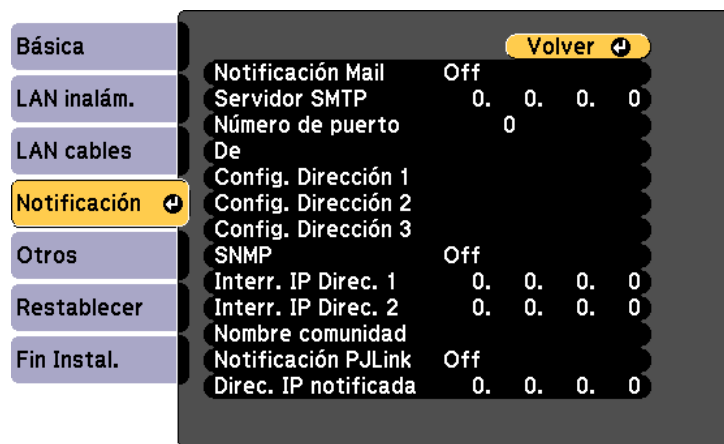 Básica
LAN inalám.
LAN cables
Notificación
Otros
Restablecer
Fin Instal.
Volver
Notificación Mail Off
Servidor SMTP 0. 0. 0. 0
Número de puerto 0
De
Config. Dirección 1
Config. Dirección 2
Config. Dirección 3
SNMP Off
Interr. IP Direc. 1 0. 0. 0. 0
Interr. IP Direc. 2 0. 0. 0. 0
Nombre comunidad
Notificación PJLink Off
Direc. IP notificada 0. 0. 0. 0